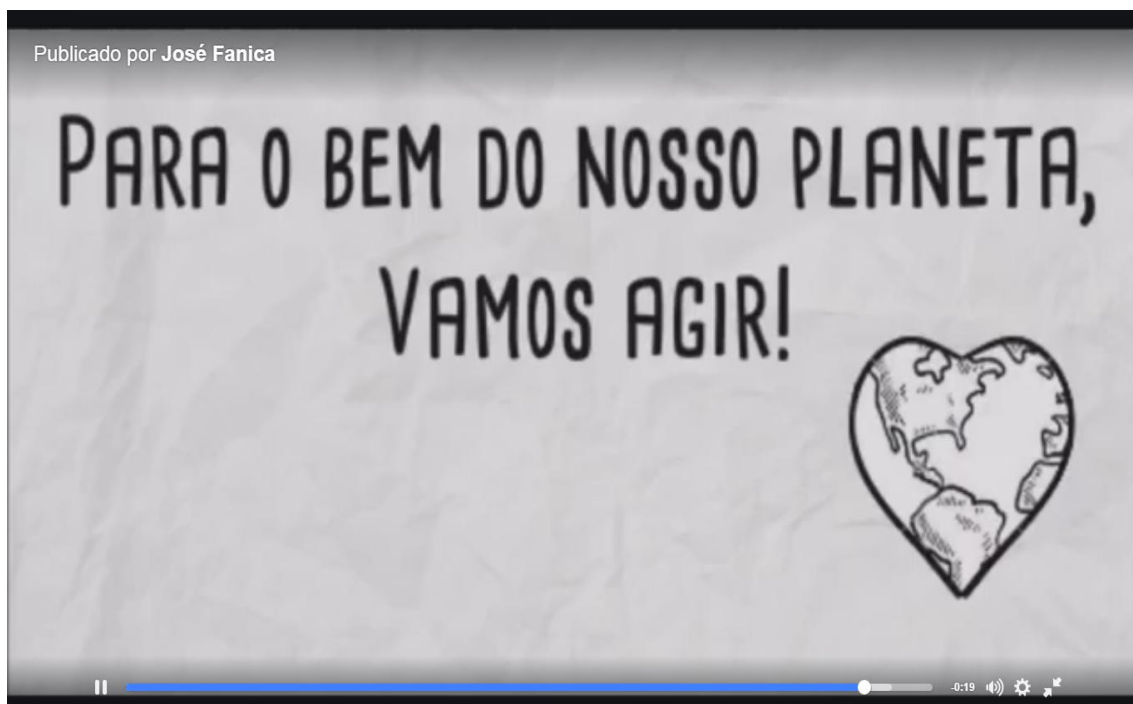 Publicado por José Fanica
PARA O BEM DO NOSSO PLANETA,
VAMOS AGIR!
-0:19